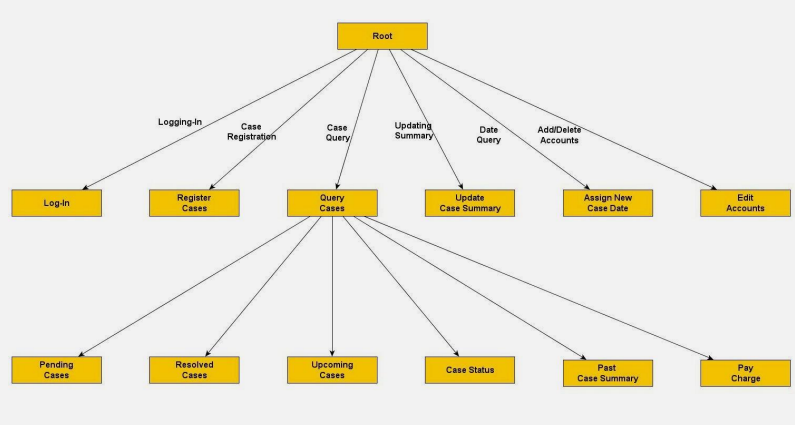 Root
Logging-In
Case
Registration
Case
Query
Updating
Summary
Date
Query
Add/Delete
Accounts
Log-In
Register
Cases
Query
Cases
Update
Case Summary
Assign New
Case Date
Edit
Accounts
Pending
Cases
Resolved
Cases
Upcoming
Cases
Case Status
Past
Case Summary
Pay
Charge